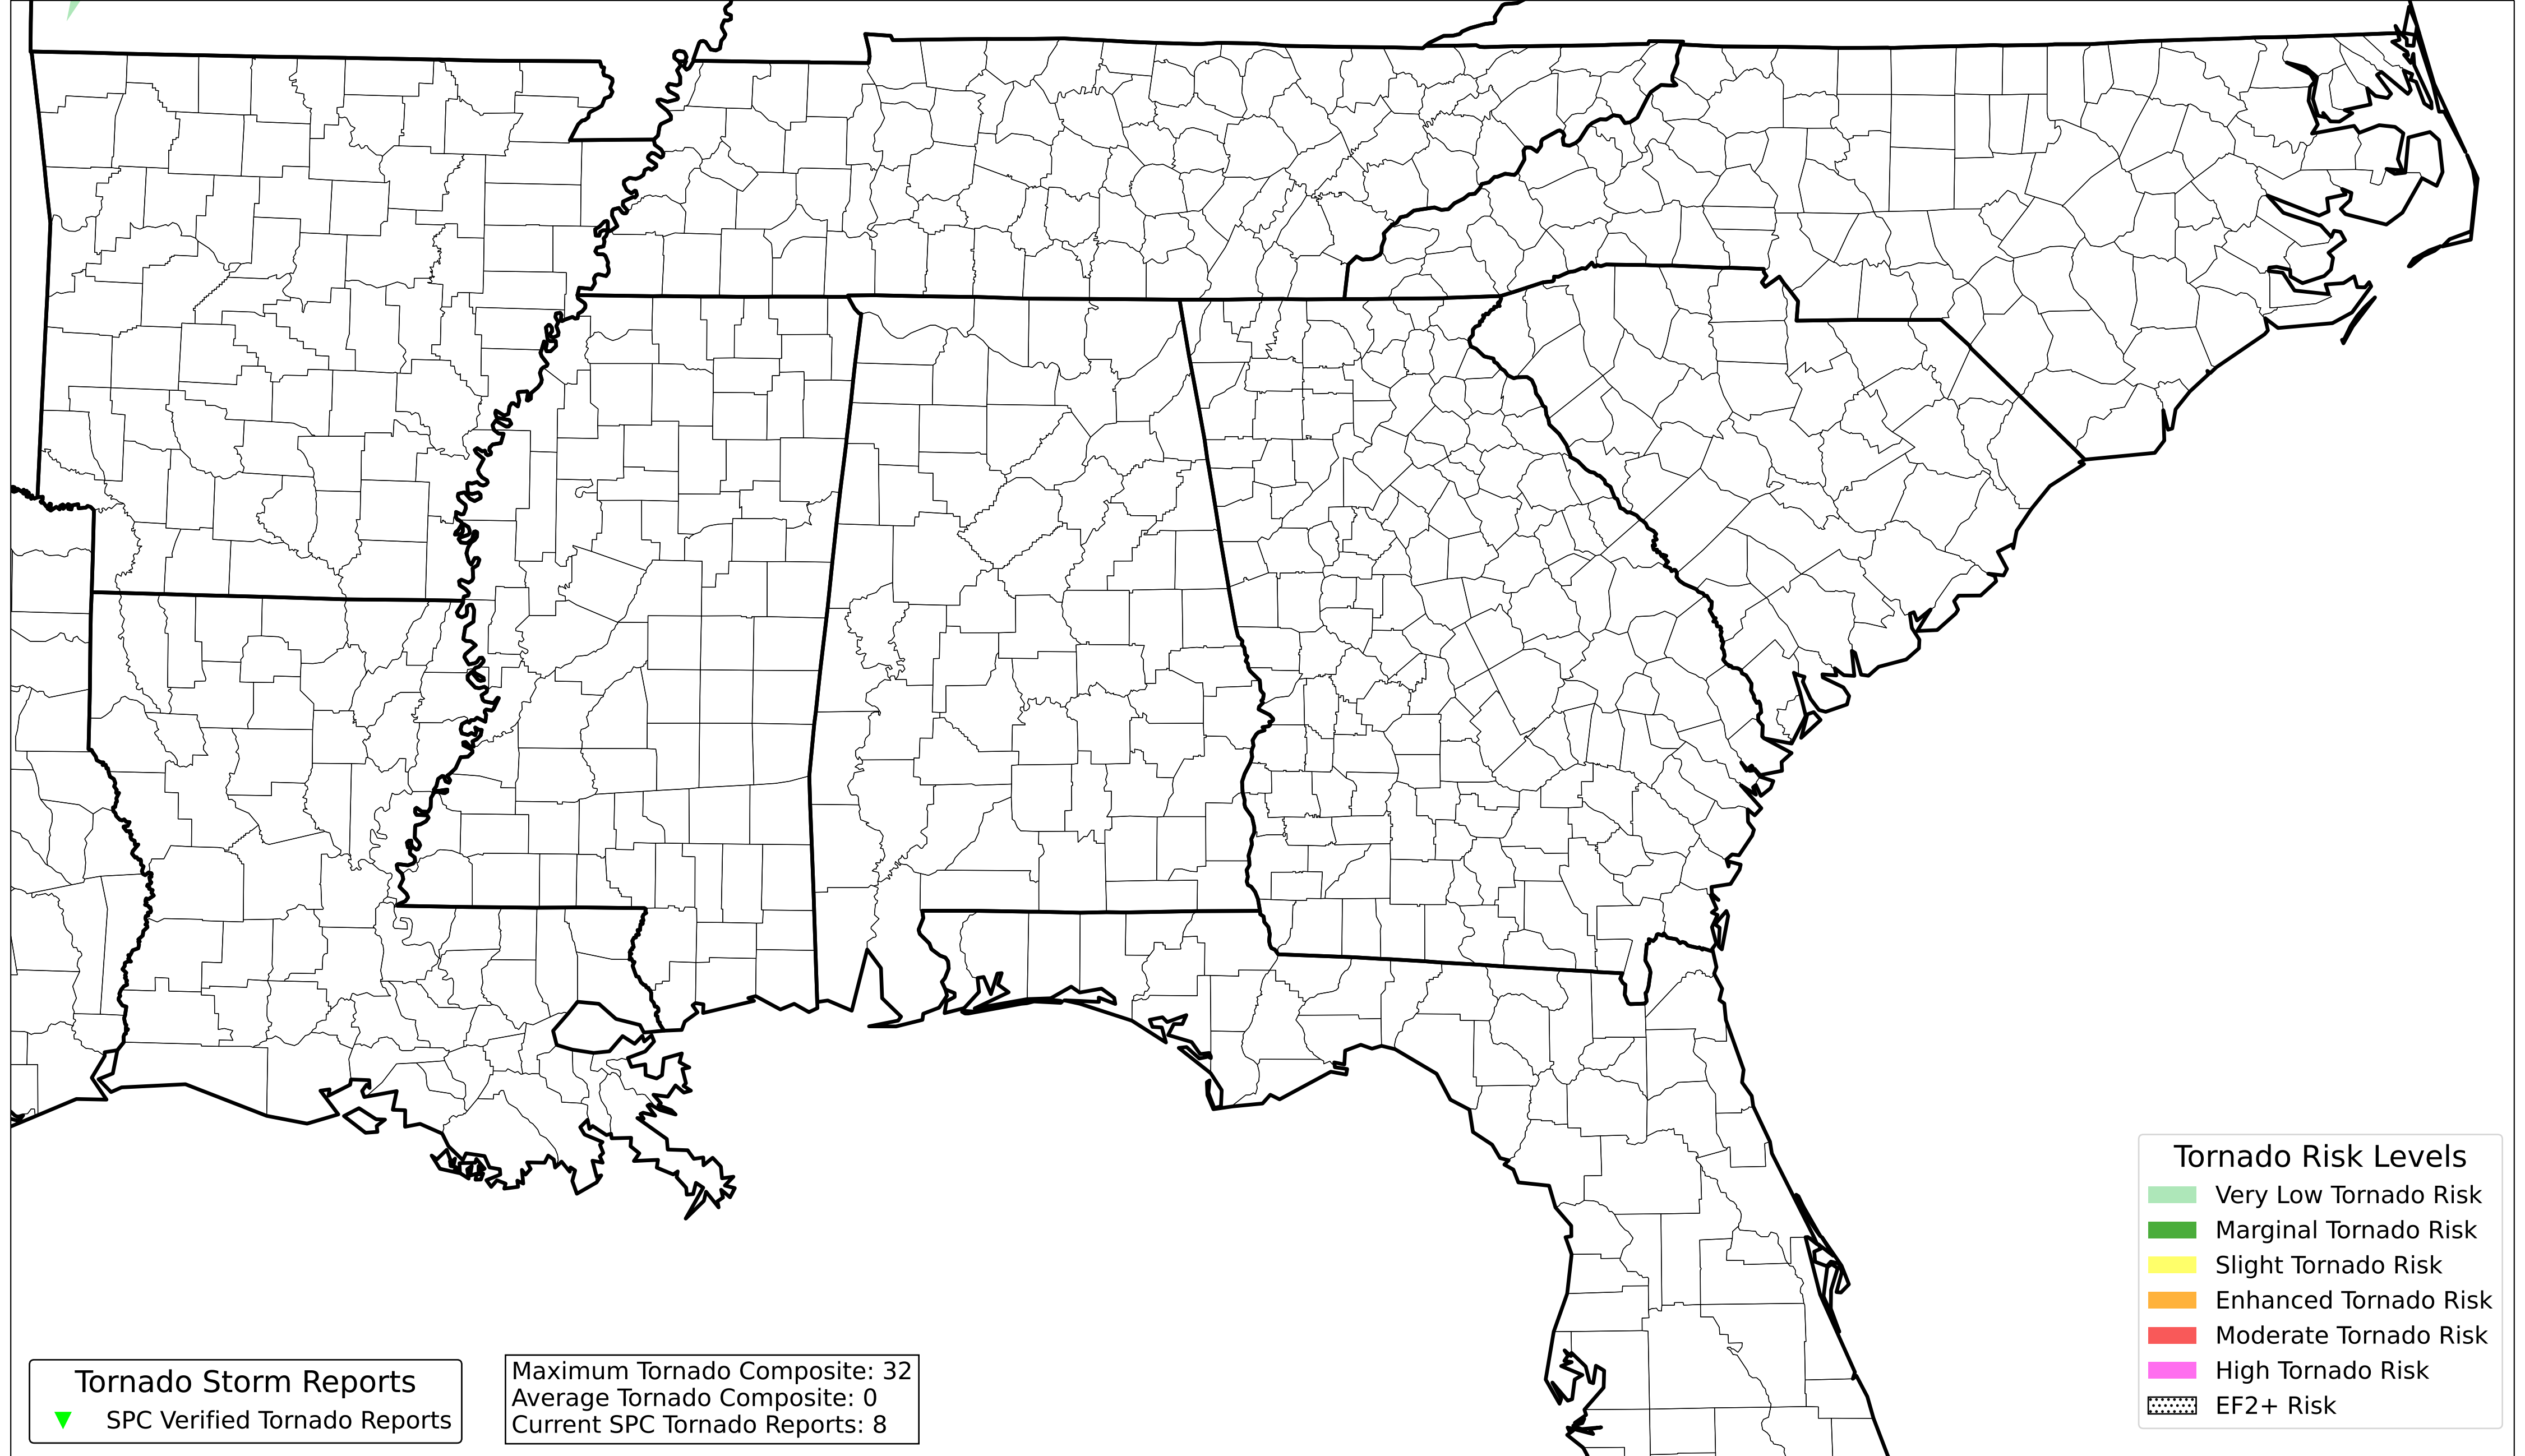 Tornado Storm Reports
SPC Verified Tornado Reports
Maximum Tornado Composite: 32
Average Tornado Composite: 0
Current SPC Tornado Reports: 8
Tornado Risk Levels
Very Low Tornado Risk
Marginal Tornado Risk
Slight Tornado Risk
Enhanced Tornado Risk
Moderate Tornado Risk
High Tornado Risk
EF2+ Risk